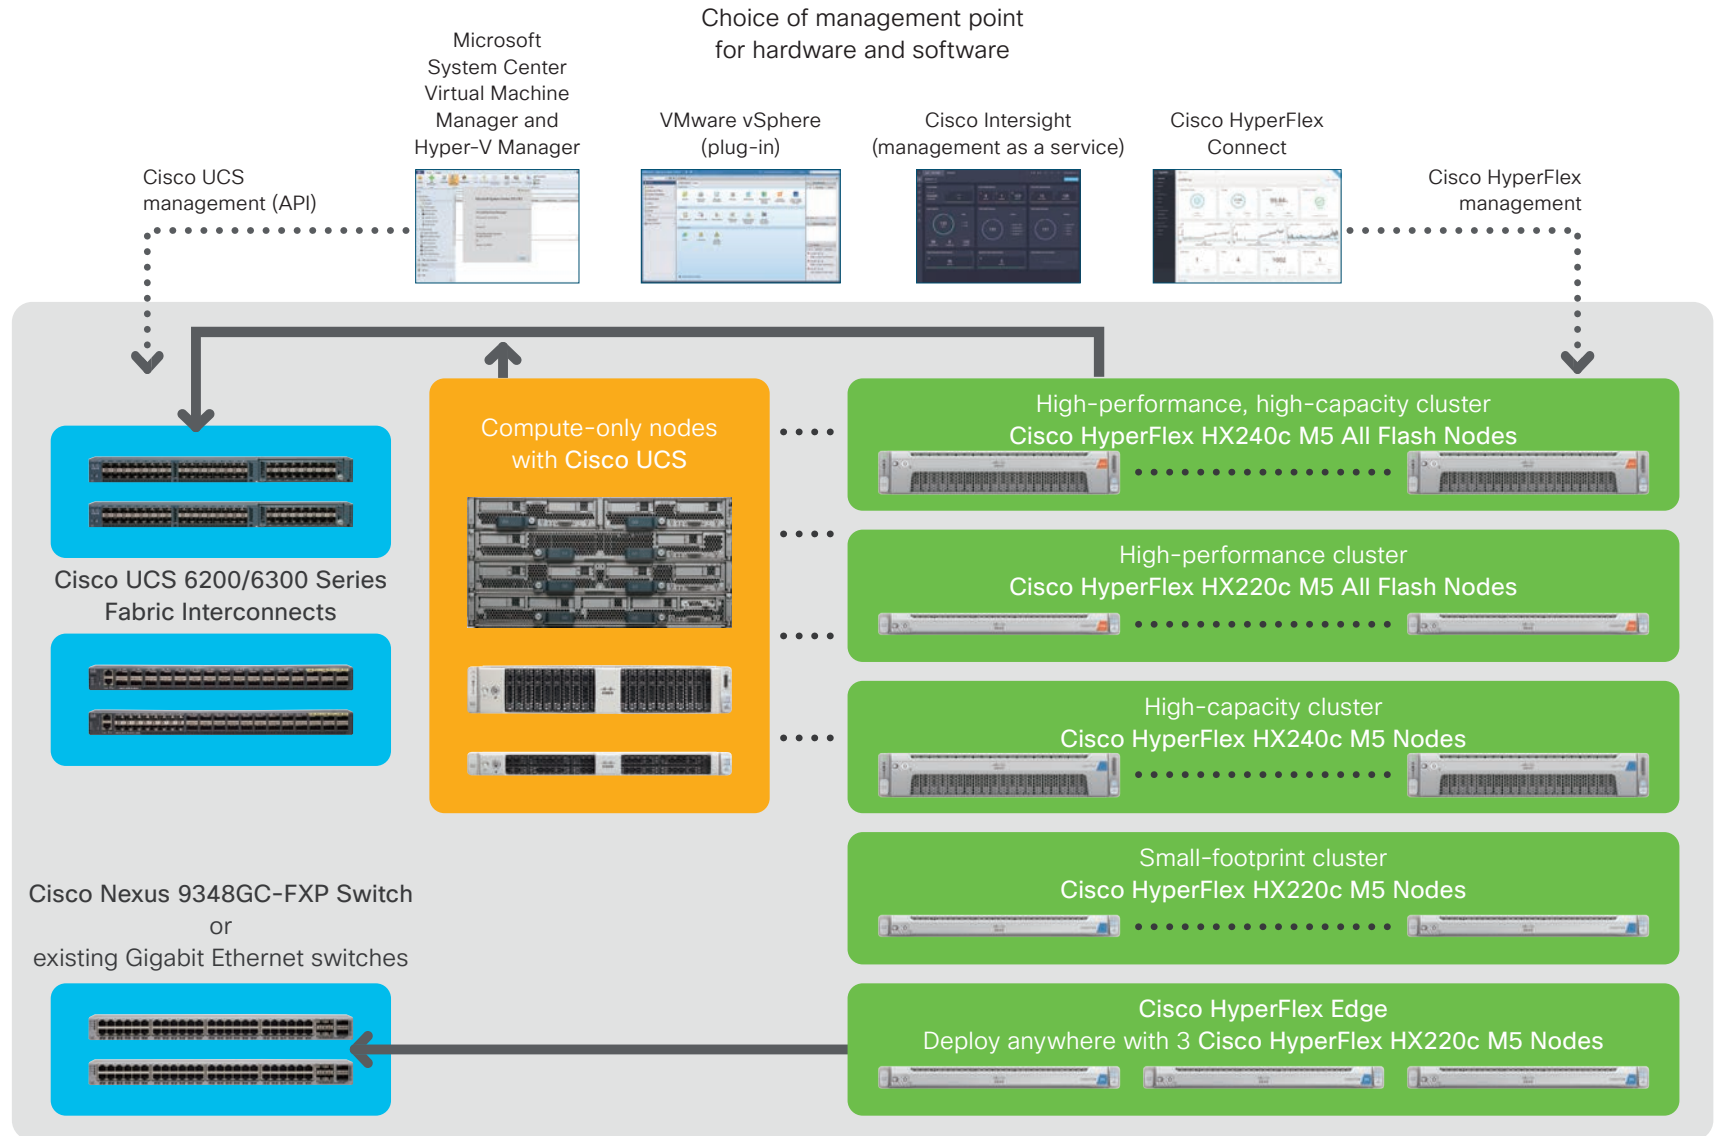 Choice of management point
for hardware and software
Microsoft
System Center
Virtual Machine
Manager and
Hyper-V Manager
VMware vSphere
(plug-in)
Cisco Intersight
(management as a service)
Cisco HyperFlex
Connect
Cisco UCS
management (API)
Cisco HyperFlex
management
Compute-only nodes
with Cisco UCS
High-performance, high-capacity cluster
Cisco HyperFlex HX240c M5 All Flash Nodes
High-performance cluster
Cisco HyperFlex HX220c M5 All Flash Nodes
Cisco UCS 6200/6300 Series
Fabric Interconnects
High-capacity cluster
Cisco HyperFlex HX240c M5 Nodes
Small-footprint cluster
Cisco HyperFlex HX220c M5 Nodes
Cisco Nexus 9348GC-FXP Switch
or
existing Gigabit Ethernet switches
Cisco HyperFlex Edge
Deploy anywhere with 3 Cisco HyperFlex HX220c M5 Nodes